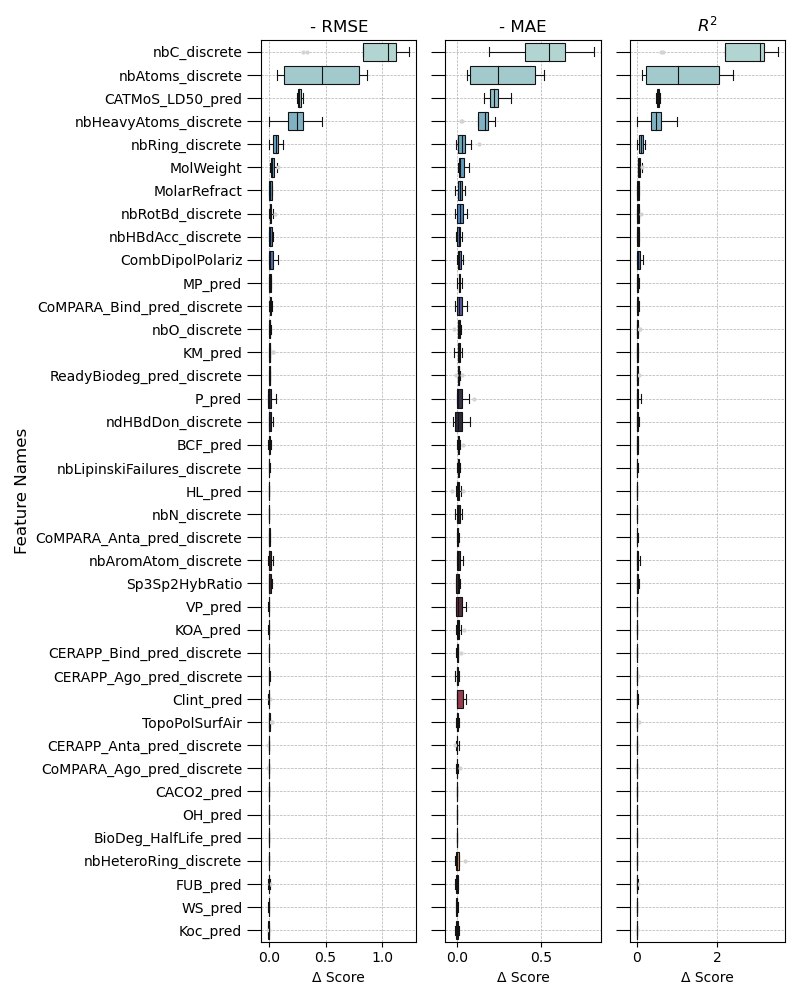 - RMSE
- MAE
R²
Feature Names
nbC_discrete
nbAtoms_discrete
CATMoS_LD50_pred
nbHeavyAtoms_discrete
nbRing_discrete
MolWeight
MolarRefract
nbRotBd_discrete
nbHBdAcc_discrete
CombDipolPolariz
MP_pred
CoMPARA_Bind_pred_discrete
nbO_discrete
KM_pred
ReadyBiodeg_pred_discrete
P_pred
ndHBdDon_discrete
BCF_pred
nbLipinskiFailures_discrete
HL_pred
nbN_discrete
CoMPARA_Anta_pred_discrete
nbAromAtom_discrete
Sp3Sp2HybRatio
VP_pred
KOA_pred
CERAPP_Bind_pred_discrete
CERAPP_Ago_pred_discrete
Clint_pred
TopoPolSurfAir
CERAPP_Anta_pred_discrete
CoMPARA_Ago_pred_discrete
CACO2_pred
OH_pred
BioDeg_HalfLife_pred
nbHeteroRing_discrete
FUB_pred
WS_pred
Koc_pred
0.0 0.5 1.0
0.0 0.5
0 2
Δ Score
Δ Score
Δ Score